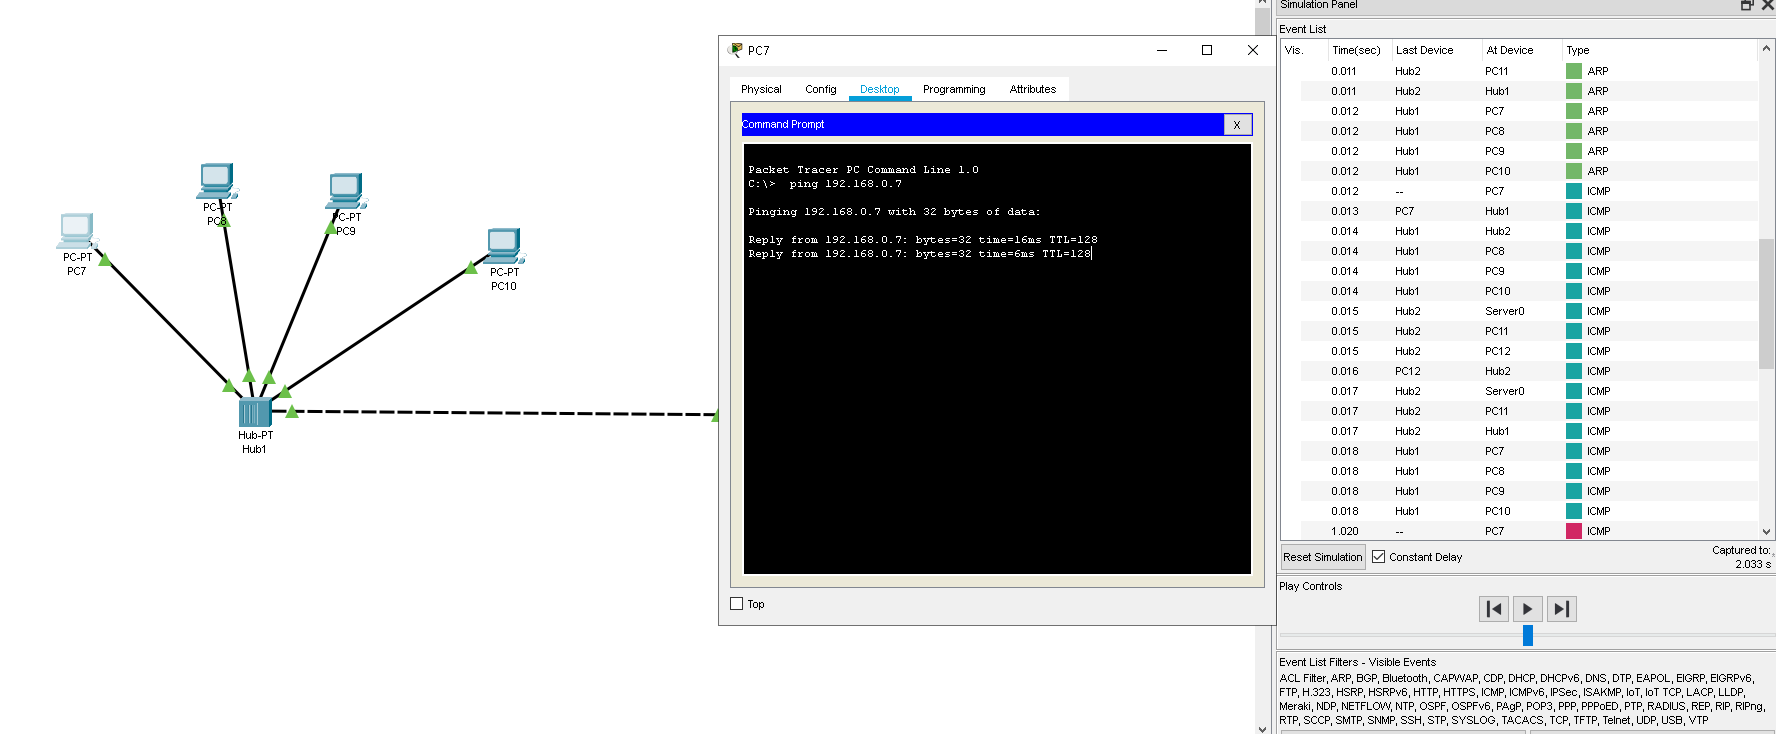 PC-PT
PC7
PC-PT
PC8
PC-PT
PC9
PC-PT
PC10
Hub-PT
Hub1
PC7
Physical Config Desktop Programming Attributes
Command Prompt
X
Packet Tracer PC Command Line 1.0
C:\> ping 192.168.0.7
Pinging 192.168.0.7 with 32 bytes of data:
Reply from 192.168.0.7: bytes=32 time=16ms TTL=128
Reply from 192.168.0.7: bytes=32 time=6ms TTL=128
Top
Simulation Panel
Event List
Vis. Time(sec) Last Device At Device Type
0.011 Hub2 PC11 ARP
0.011 Hub2 Hub1 ARP
0.012 Hub1 PC7 ARP
0.012 Hub1 PC8 ARP
0.012 Hub1 PC9 ARP
0.012 Hub1 PC10 ARP
0.012 -- PC7 ICMP
0.013 PC7 Hub1 ICMP
0.014 Hub1 Hub2 ICMP
0.014 Hub1 PC8 ICMP
0.014 Hub1 PC9 ICMP
0.014 Hub1 PC10 ICMP
0.015 Hub2 Server0 ICMP
0.015 Hub2 PC11 ICMP
0.015 Hub2 PC12 ICMP
0.016 PC12 Hub2 ICMP
0.017 Hub2 Server0 ICMP
0.017 Hub2 PC11 ICMP
0.017 Hub2 Hub1 ICMP
0.018 Hub1 PC7 ICMP
0.018 Hub1 PC8 ICMP
0.018 Hub1 PC9 ICMP
0.018 Hub1 PC10 ICMP
1.020 -- PC7 ICMP
Reset Simulation Constant Delay
Captured to:
2.033 s
Play Controls
Event List Filters - Visible Events
ACL Filter, ARP, BGP, Bluetooth, CAPWAP, CDP, DHCP, DHCPv6, DNS, DTP, EAPOL, EIGRP, EIGRPv6,
FTP, H.323, HSRP, HSRPv6, HTTP, HTTPS, ICMP, ICMPv6, IPSec, ISAKMP, IoT, IoT TCP, LACP, LLDP,
Meraki, NDP, NETFLOW, NTP, OSPF, OSPFv6, PAgP, POP3, PPP, PPPoED, PTP, RADIUS, REP, RIP, RIPng,
RTP, SCCP, SMTP, SNMP, SSH, STP, SYSLOG, TACACS, TCP, TFTP, Telnet, UDP, USB, VTP